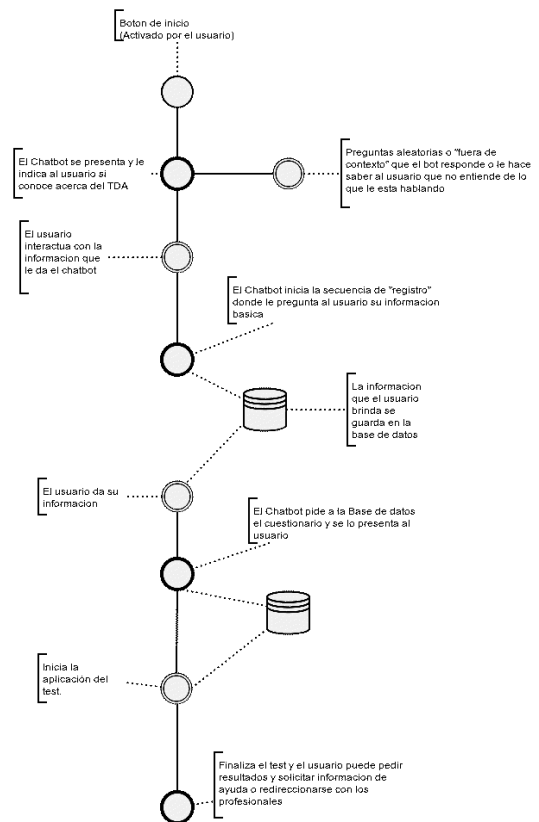 Boton de inicio
(Activado por el usuario)
El Chatbot se presenta y le
indica al usuario si
conoce acerca del TDA
Preguntas aleatorias o "fuera de
contexto" que el bot responde o le hace
saber al usuario que no entiende de lo
que le esta hablando
El usuario
interactua con la
informacion que
le da el chatbot
El Chatbot inicia la secuencia de "registro"
donde le pregunta al usuario su informacion
basica
La informacion
que el usuario
brinda se
guarda en la
base de datos
El usuario da su
informacion
El Chatbot pide a la Base de datos
el cuestionario y se lo presenta al
usuario
Inicia la
aplicación del
test.
Finaliza el test y el usuario puede pedir
resultados y solicitar informacion de
ayuda o redireccionarse con los
profesionales